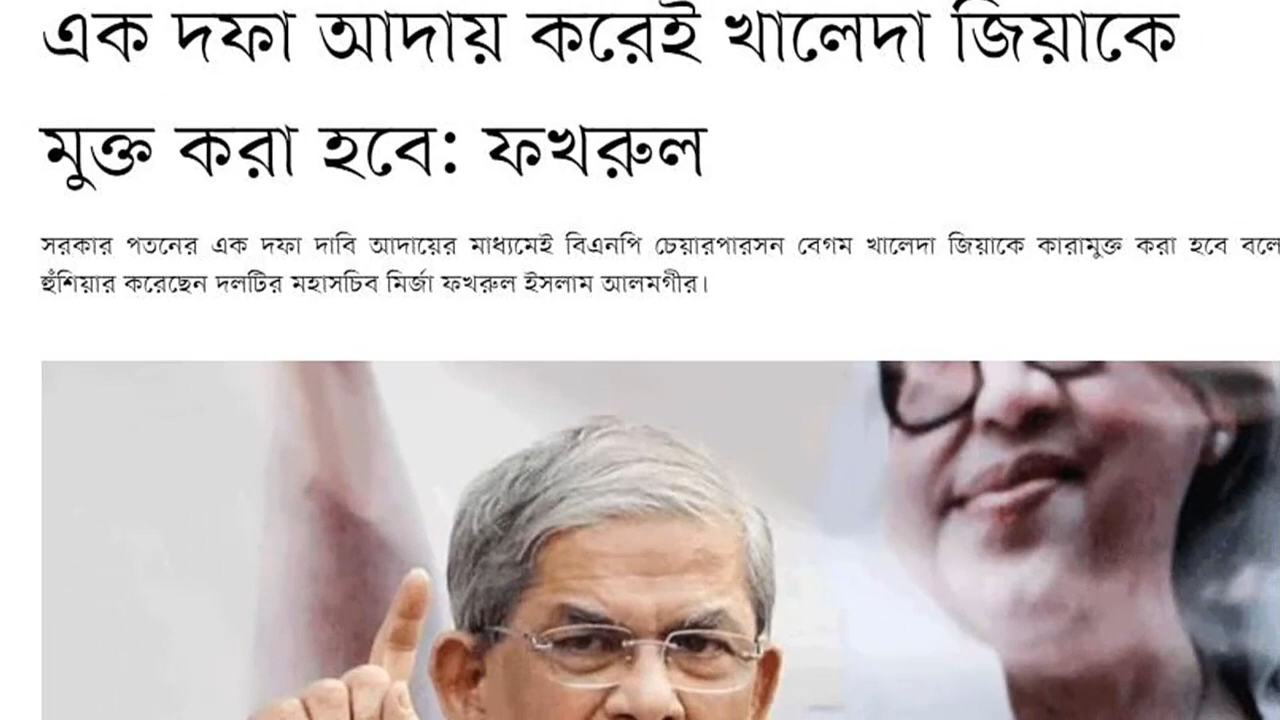 এক দফা আদায় করেই খালেদা জিয়াকে
মুক্ত করা হবে: ফখরুল
সরকার পতনের এক দফা দাবি আদায়ের মাধ্যমেই বিএনপি চেয়ারপারসন বেগম খালেদা জিয়াকে কারামুক্ত করা হবে বলে
হুঁশিয়ার করেছেন দলটির মহাসচিব মির্জা ফখরুল ইসলাম আলমগীর।